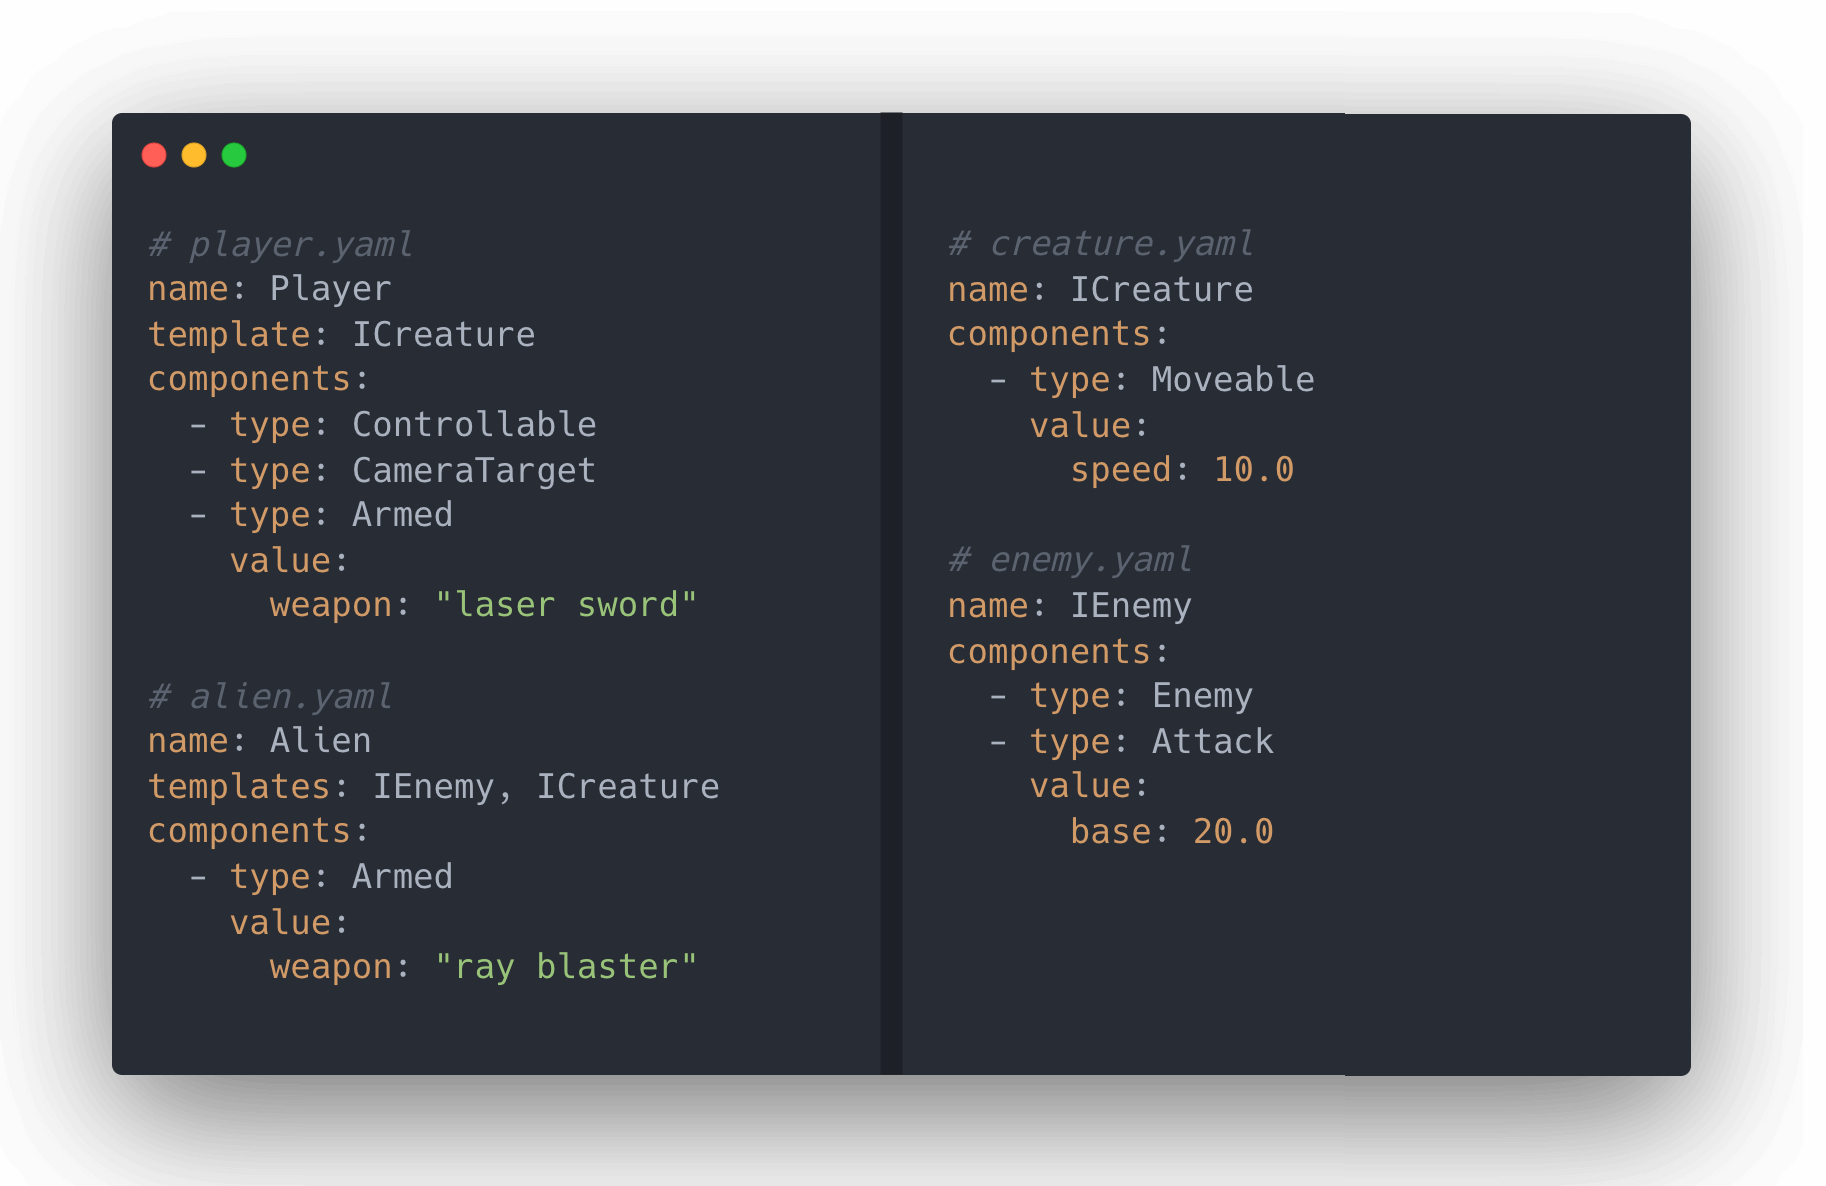 # player.yaml
name: Player
template: ICreature
components:
  - type: Controllable
  - type: CameraTarget
  - type: Armed
    value:
      weapon: "laser sword"

# alien.yaml
name: Alien
templates: IEnemy, ICreature
components:
  - type: Armed
    value:
      weapon: "ray blaster"

# creature.yaml
name: ICreature
components:
  - type: Moveable
    value:
      speed: 10.0

# enemy.yaml
name: IEnemy
components:
  - type: Enemy
  - type: Attack
    value:
      base: 20.0